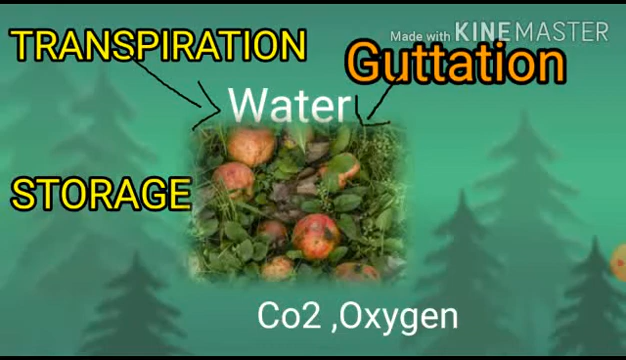 Made with KINEMASTER
TRANSPIRATION
Guttation
Water
STORAGE
Co2 ,Oxygen